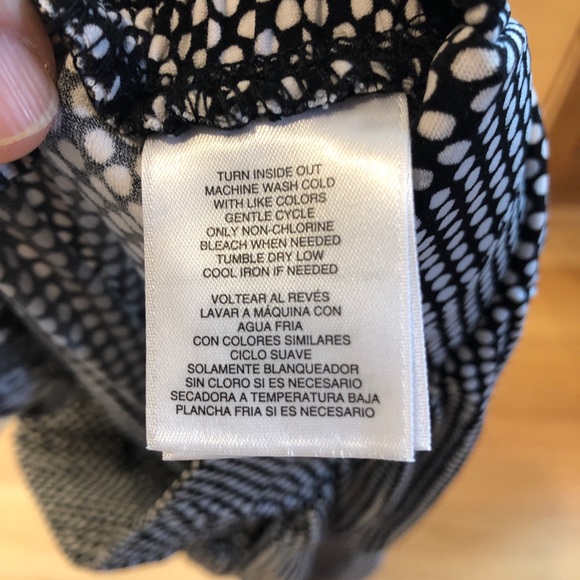 TURN INSIDE OUT
MACHINE WASH COLD
WITH LIKE COLORS
GENTLE CYCLE
ONLY NON-CHLORINE
BLEACH WHEN NEEDED
TUMBLE DRY LOW
COOL IRON IF NEEDED
VOLTEAR AL REVÉS
LAVAR A MÁQUINA CON
AGUA FRIA
CON COLORES SIMILARES
CICLO SUAVE
SOLAMENTE BLANQUEADOR
SIN CLORO SI ES NECESARIO
SECADORA A TEMPERATURA BAJA
PLANCHA FRIA SI ES NECESARIO